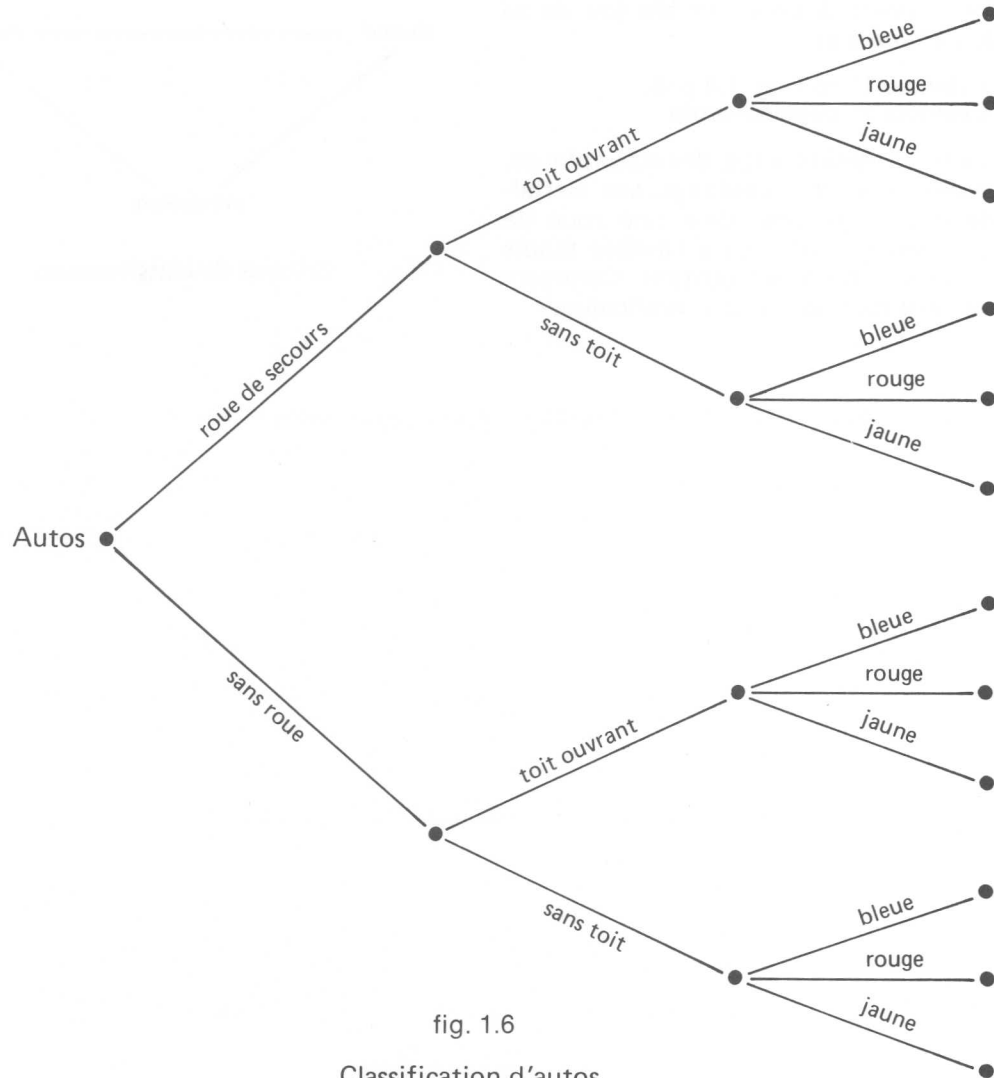 bleue
rouge
jaune
toit ouvrant
sans toit
bleue
rouge
jaune
roue de secours
Autos
sans roue
bleue
rouge
jaune
toit ouvrant
sans toit
bleue
rouge
jaune
fig. 1.6
Classification d'autos